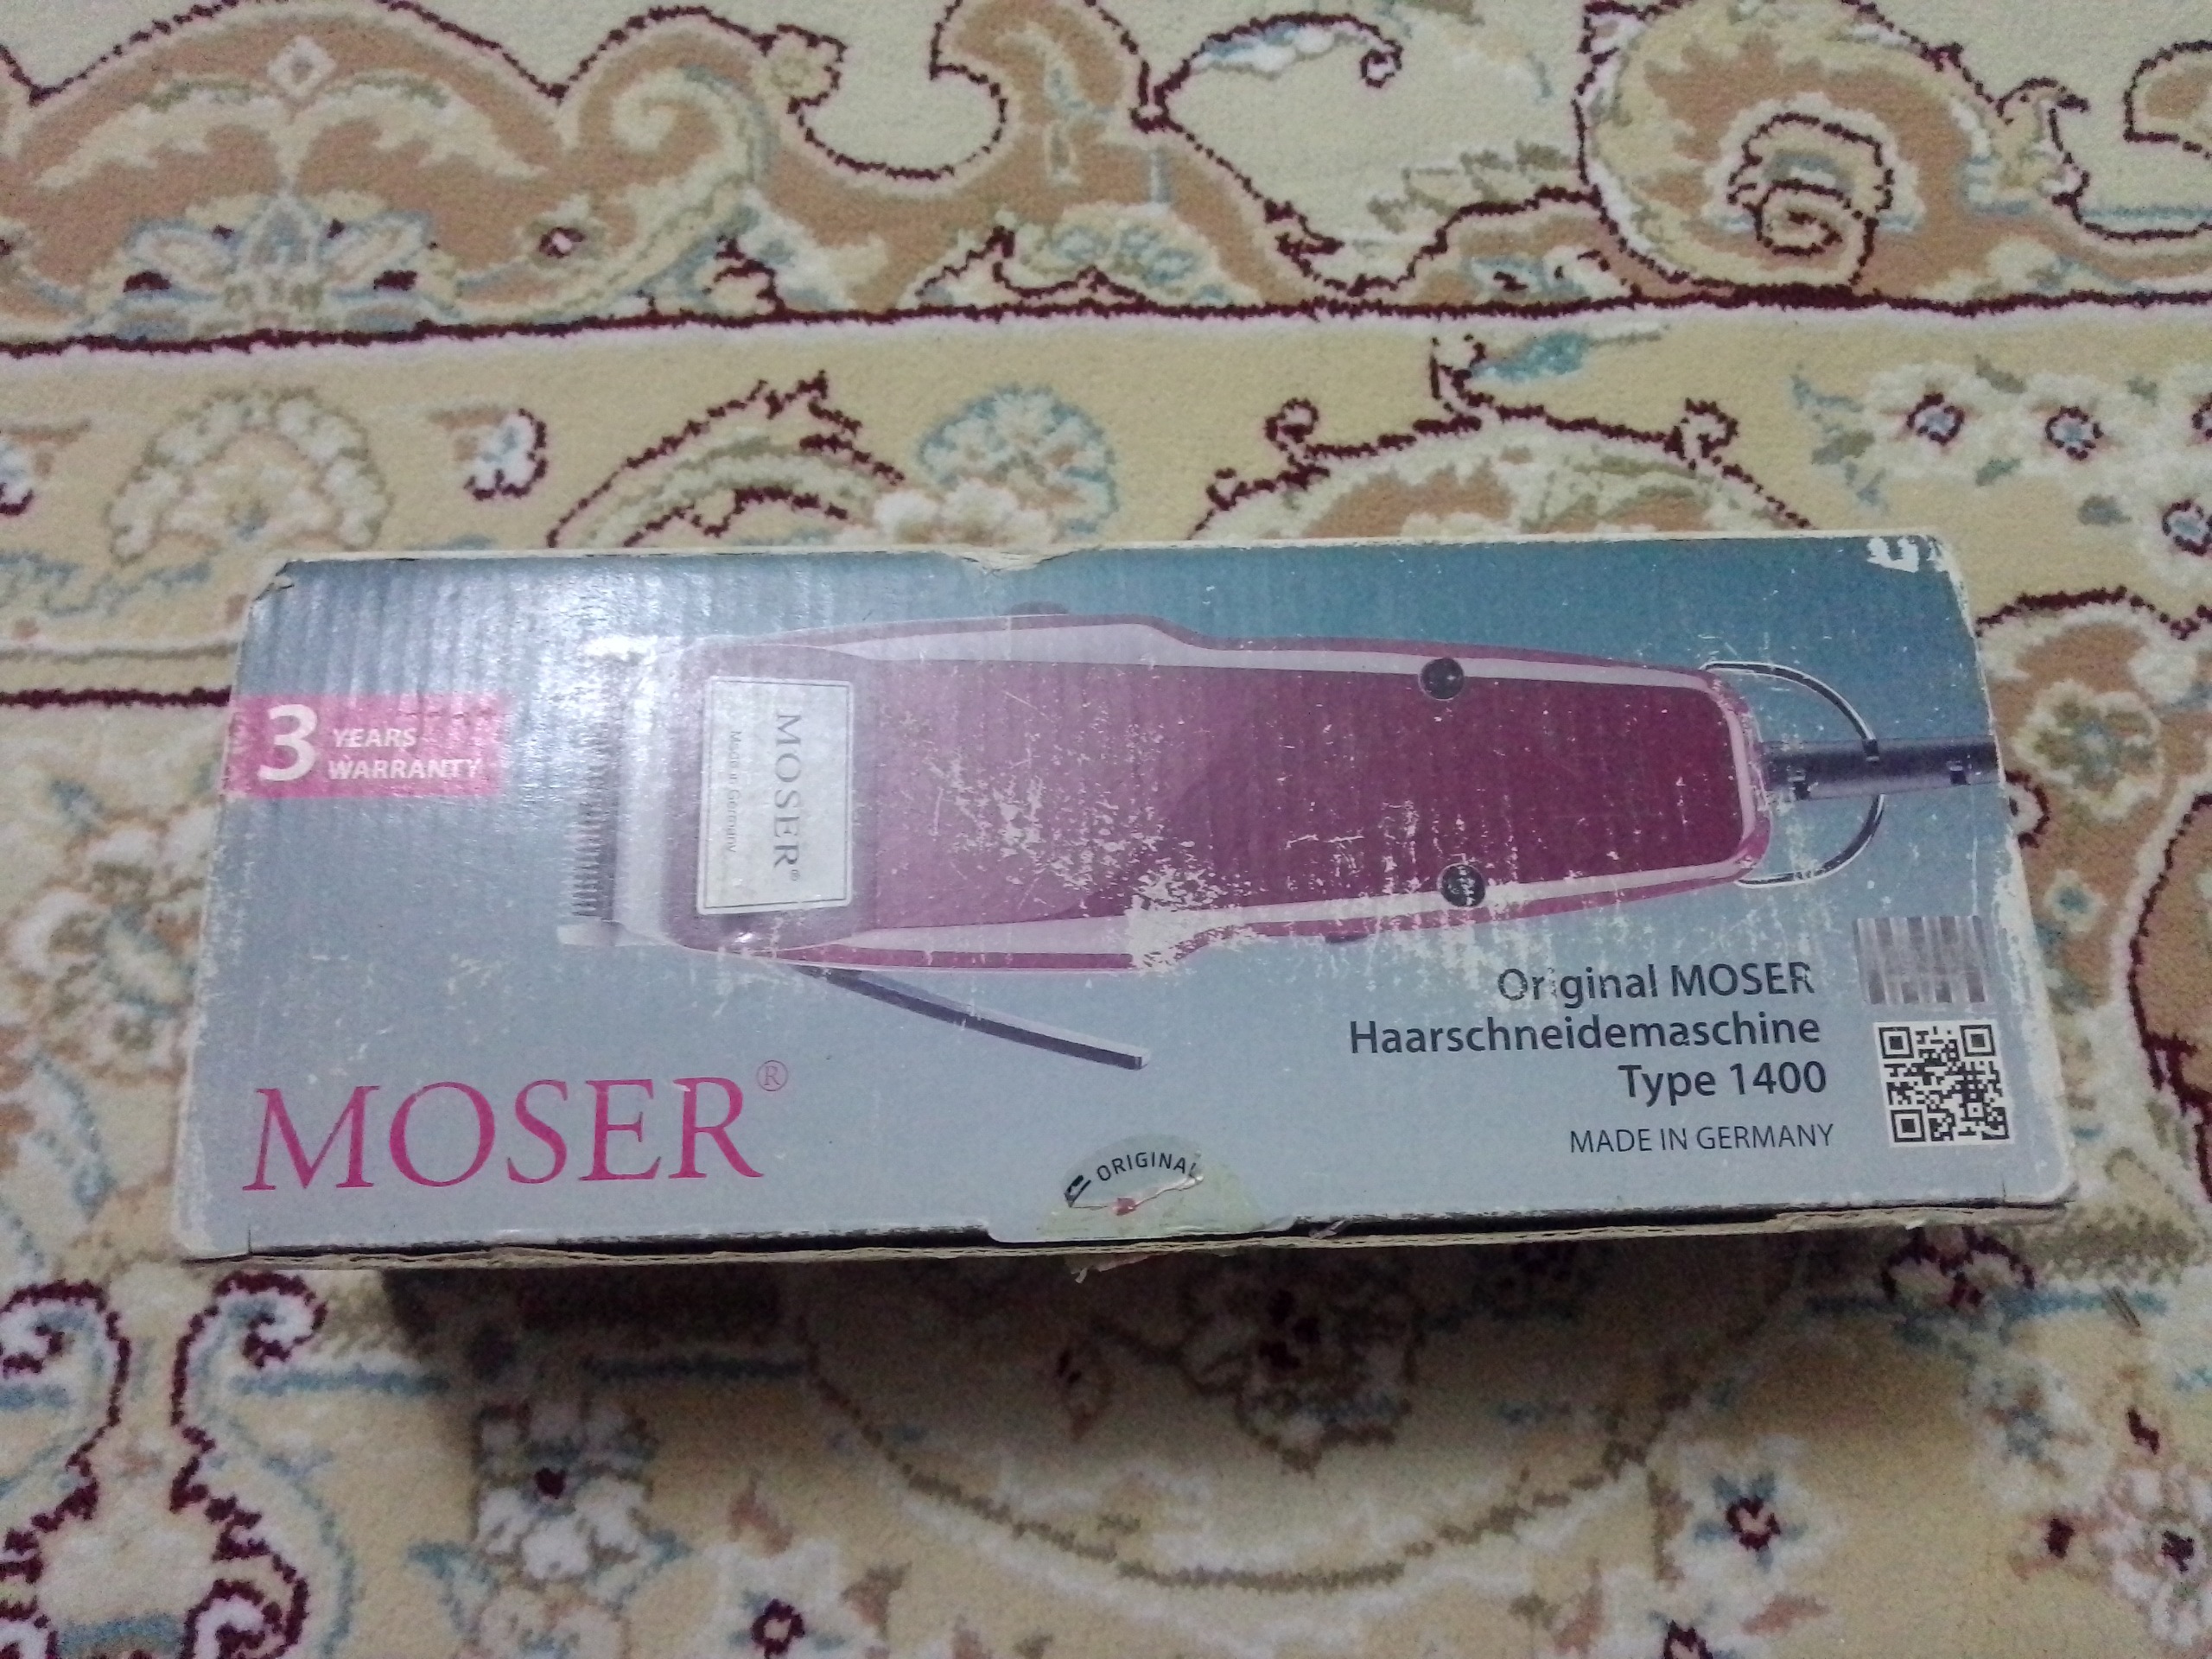 3 YEARS
WARRANTY
MOSER®
Made in Germany
Original MOSER
Haarschneidemaschine
Type 1400
MADE IN GERMANY
MOSER®
ORIGINAL